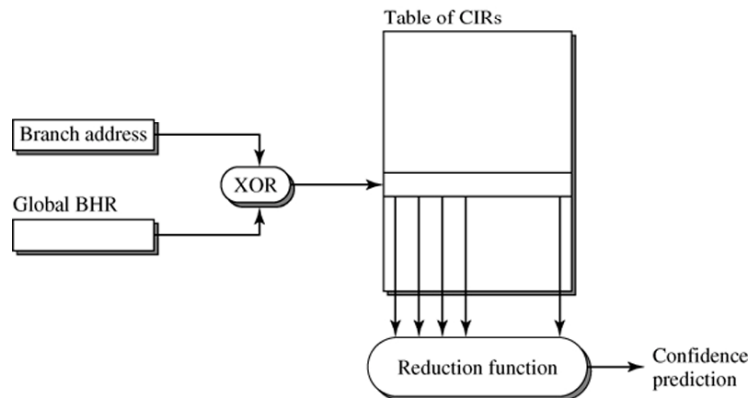 Table of CIRs
Branch address
XOR
Global BHR
Reduction function
Confidence
prediction